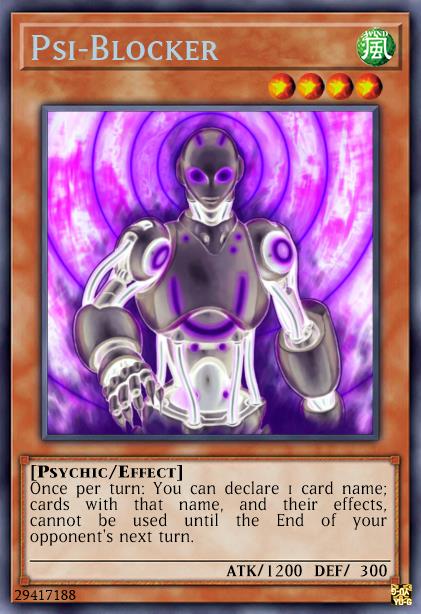 PSI-BLOCKER
WIND
風
[PSYCHIC/EFFECT]
Once per turn: You can declare 1 card name;
cards with that name, and their effects,
cannot be used until the End of your
opponent's next turn.
ATK/1200 DEF/ 300
29417188